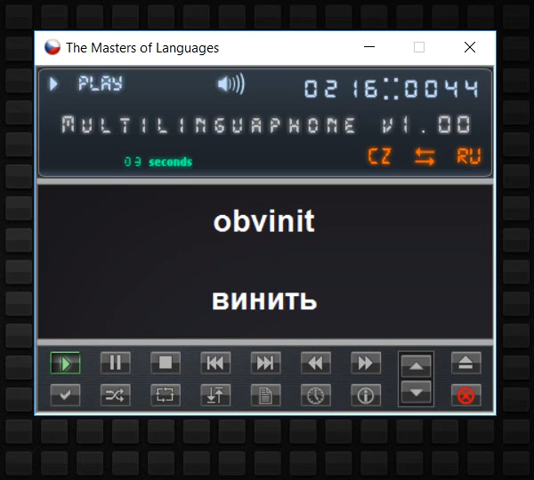 The Masters of Languages
PLAY 0216::0044
MULTILINGUAPHONE v1.00
03 seconds CZ RU
obvinit
винить